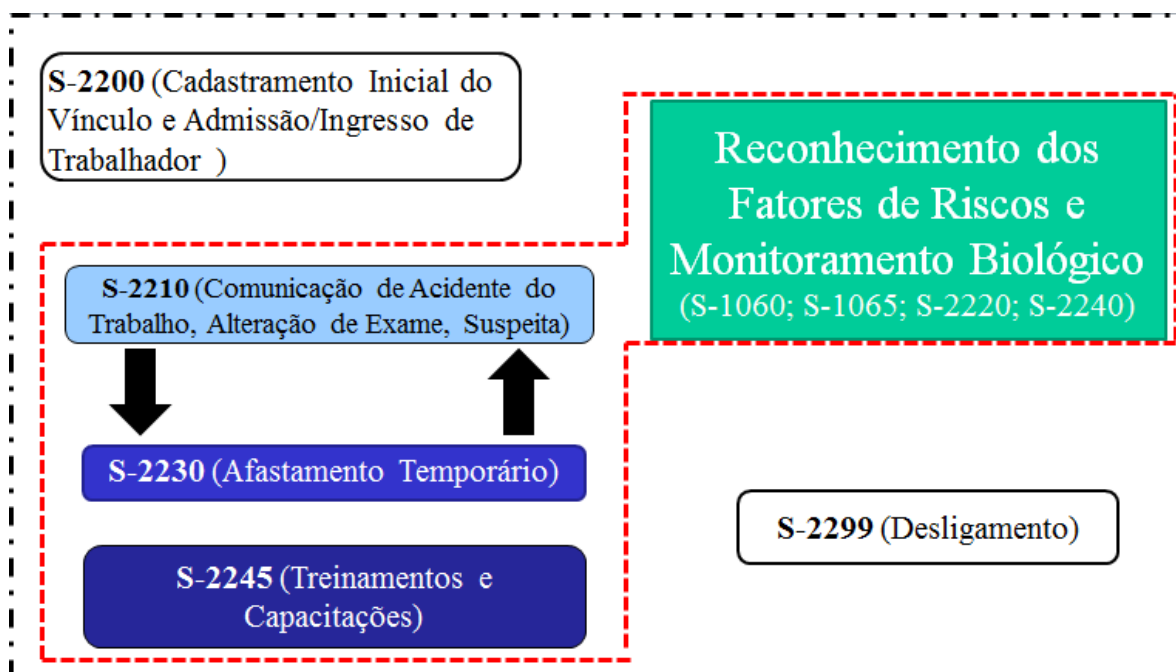 S-2200 (Cadastramento Inicial do
Vínculo e Admissão/Ingresso de
Trabalhador )
Reconhecimento dos
Fatores de Riscos e
Monitoramento Biológico
(S-1060; S-1065; S-2220; S-2240)
S-2210 (Comunicação de Acidente do
Trabalho, Alteração de Exame, Suspeita)
S-2230 (Afastamento Temporário)
S-2299 (Desligamento)
S-2245 (Treinamentos e
Capacitações)